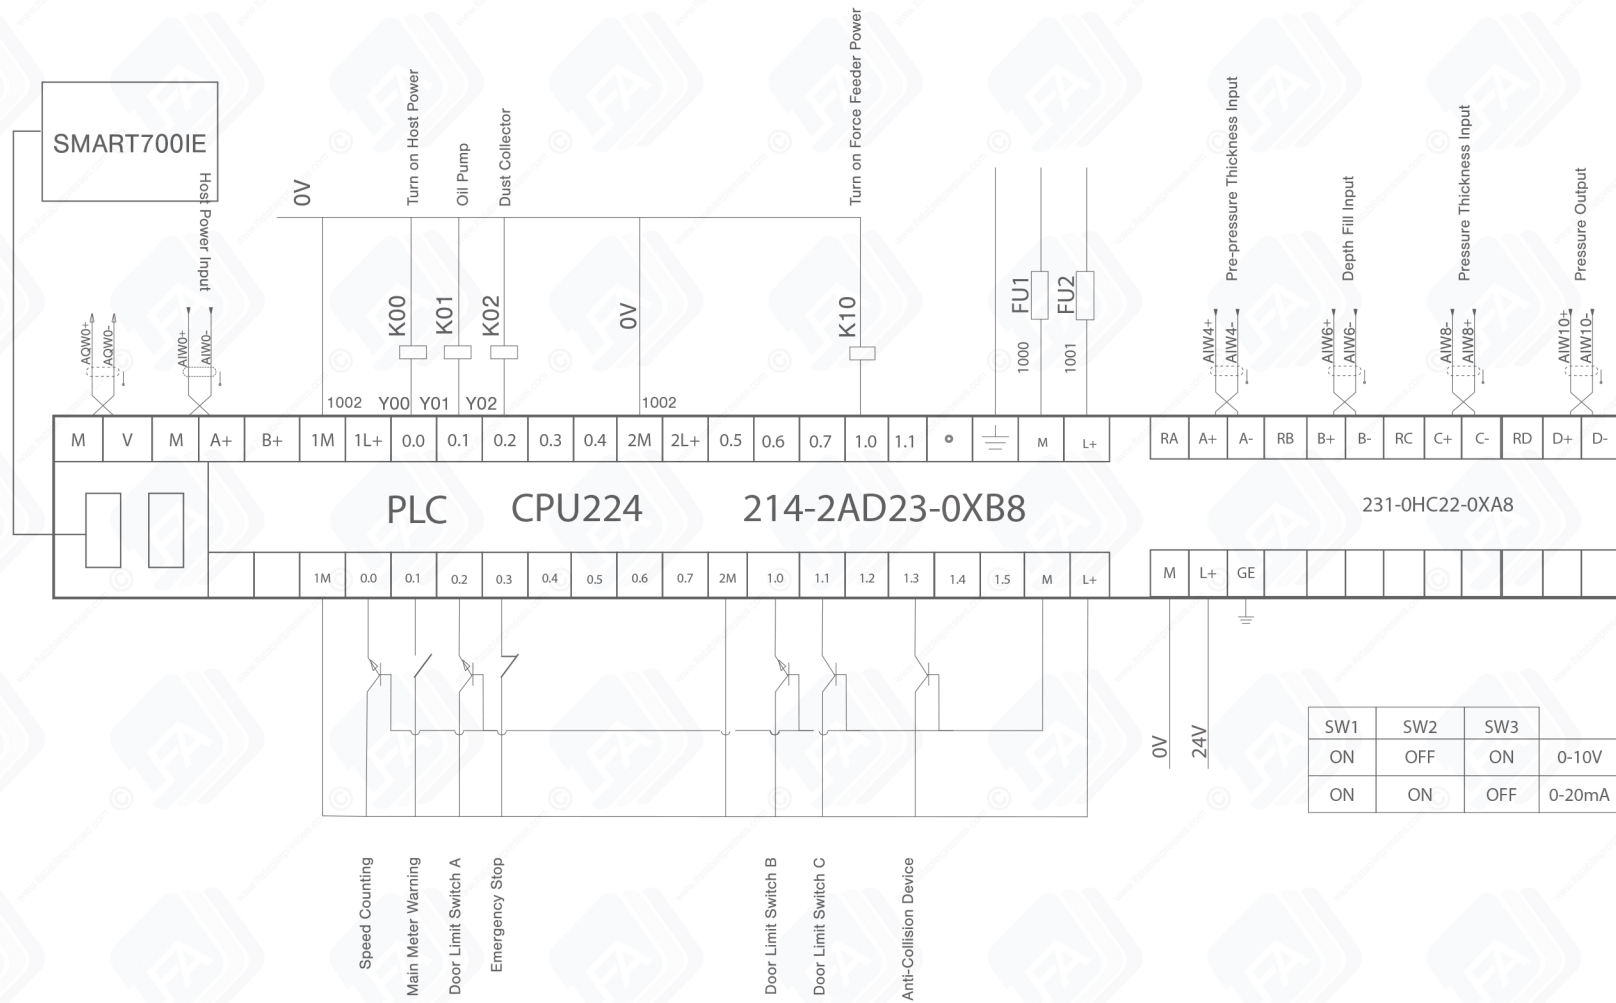 SMART700IE
Host Power Input
0V
Turn on Host Power
Oil Pump
Dust Collector
Turn on Force Feeder Power
Pre-pressure Thickness Input
Depth Fill Input
Pressure Thickness Input
Pressure Output
K00
K01
K02
0V
K10
FU1
FU2
1000
1001
AQW0+
AQW0-
AIW0+
AIW0-
AIW4+
AIW4-
AIW6+
AIW6-
AIW8-
AIW8+
AIW10+
AIW10-
1002
Y00
Y01
Y02
1002
M V M A+ B+ 1M 1L+ 0.0 0.1 0.2 0.3 0.4 2M 2L+ 0.5 0.6 0.7 1.0 1.1 M L+
RA A+ A- RB B+ B- RC C+ C- RD D+ D-
PLC CPU224 214-2AD23-0XB8
231-0HC22-0XA8
1M 0.0 0.1 0.2 0.3 0.4 0.5 0.6 0.7 2M 1.0 1.1 1.2 1.3 1.4 1.5 M L+
M L+ GE
0V
24V
SW1 SW2 SW3
ON OFF ON 0-10V
ON ON OFF 0-20mA
Speed Counting
Main Meter Warning
Door Limit Switch A
Emergency Stop
Door Limit Switch B
Door Limit Switch C
Anti-Collision Device